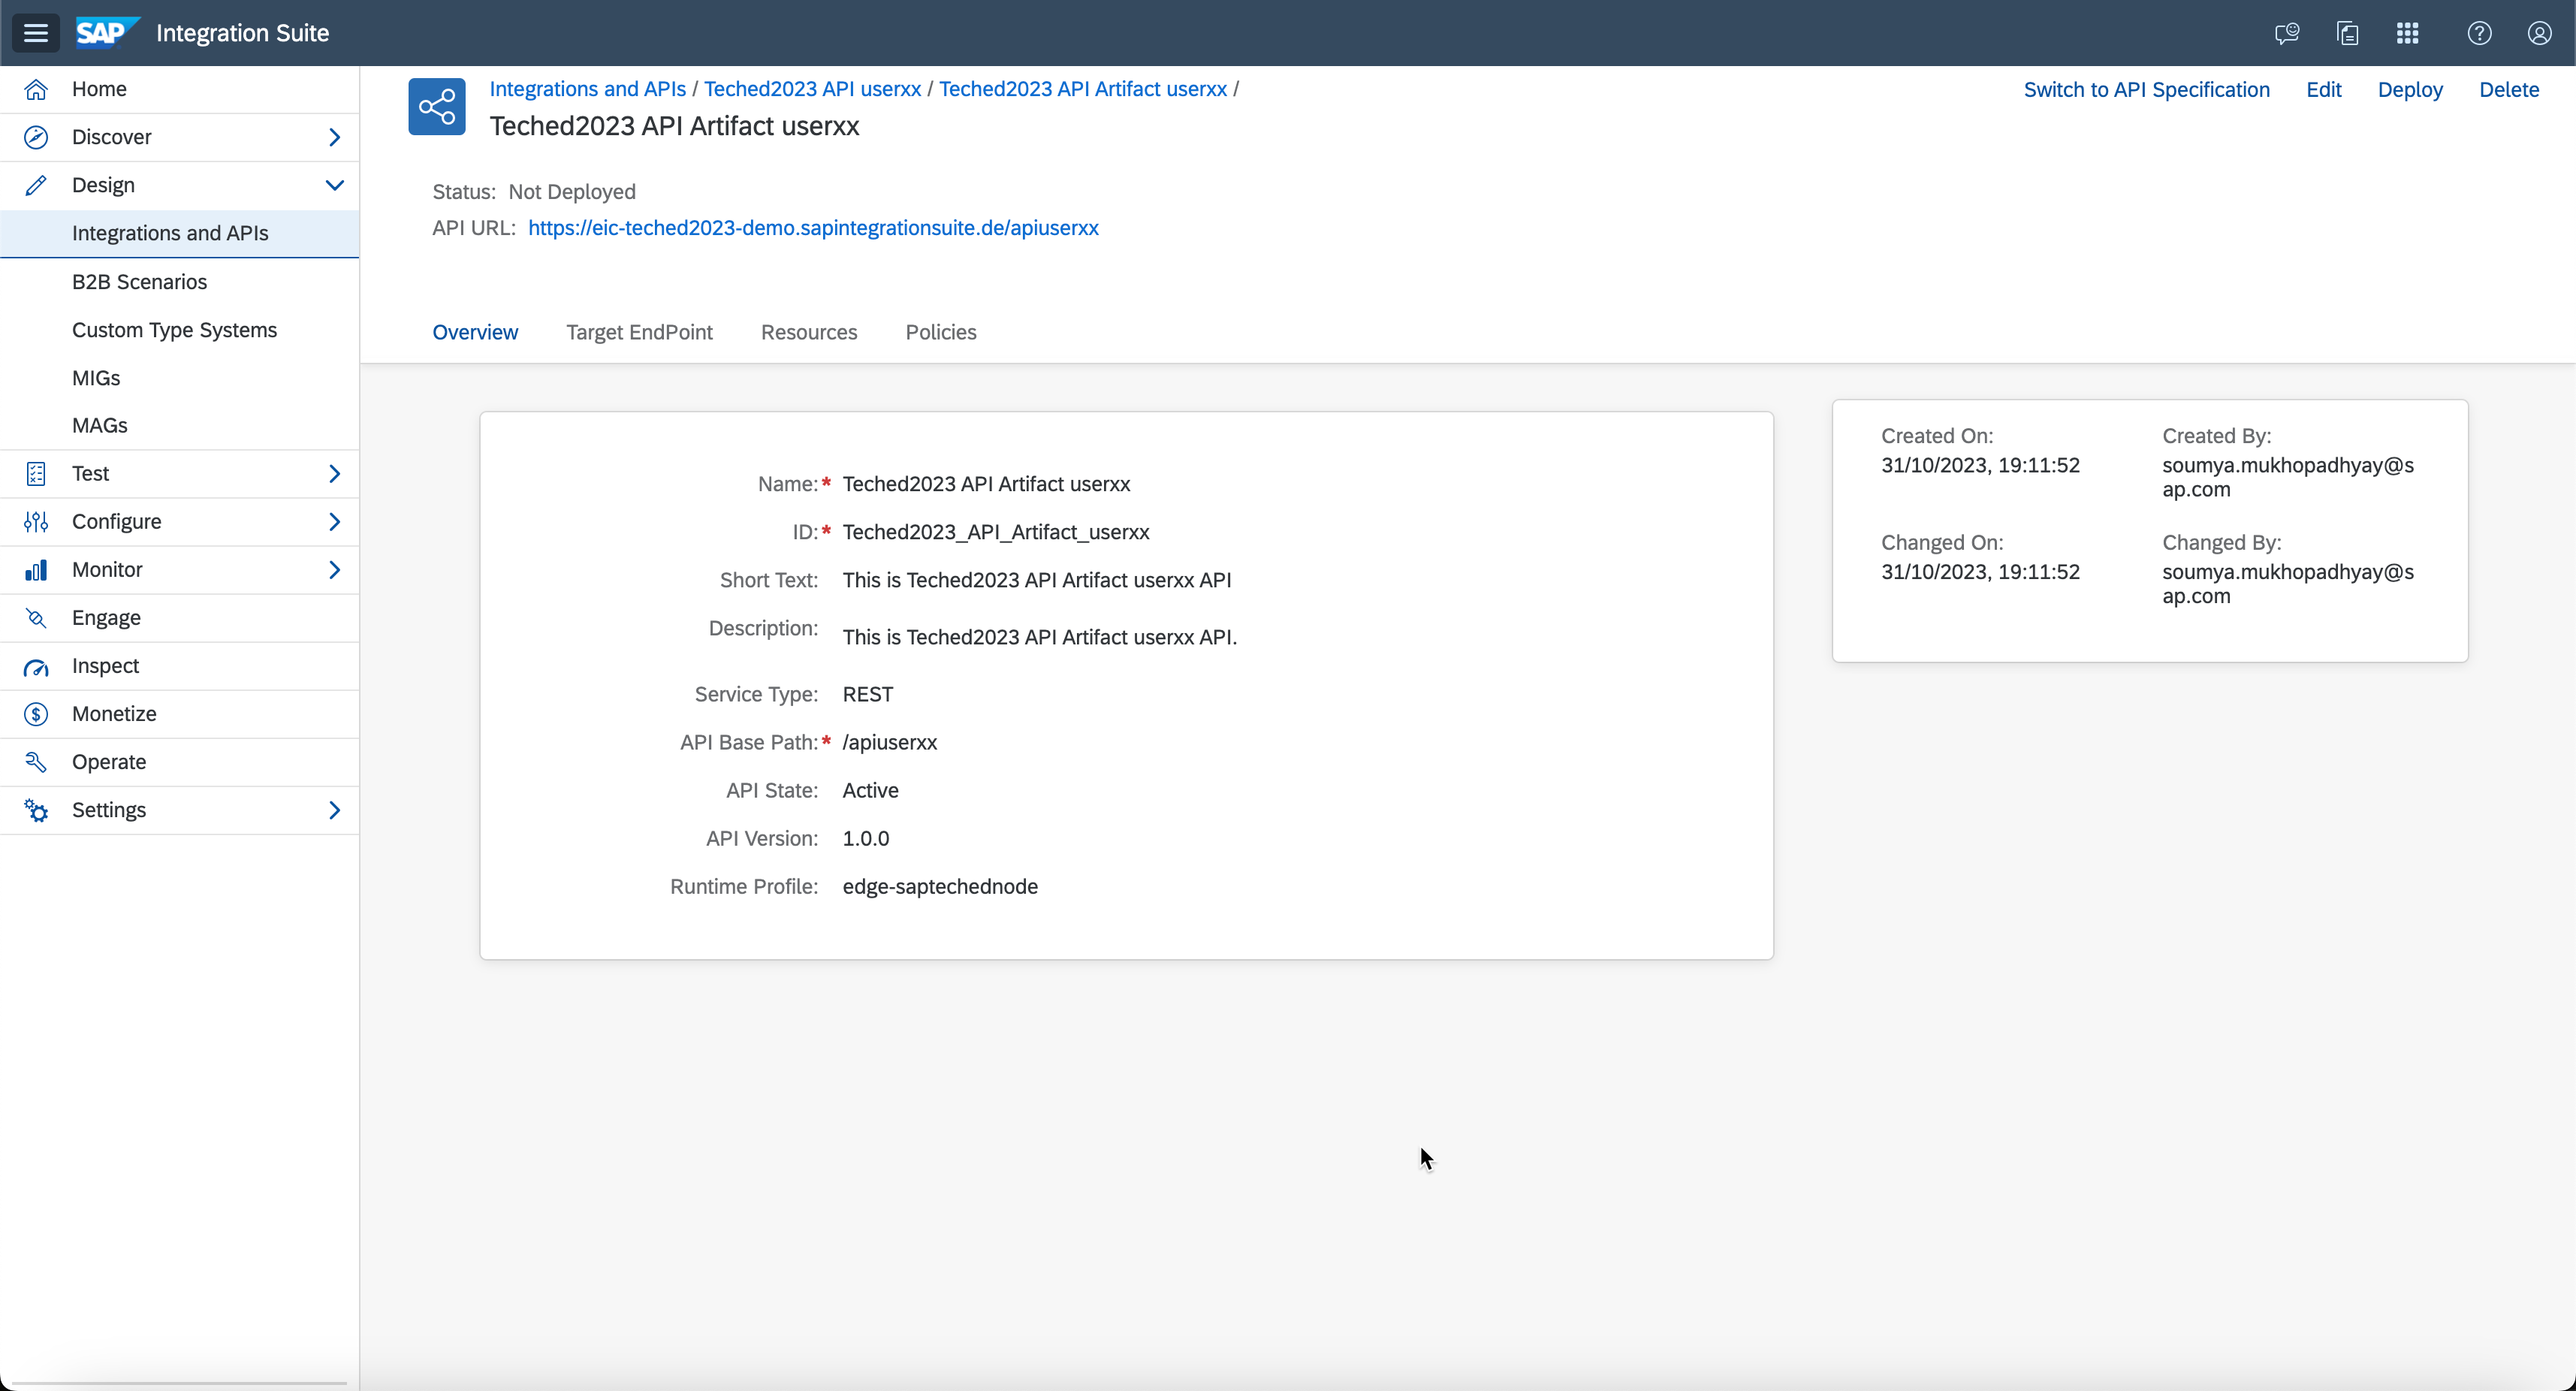 SAP Integration Suite
Home
Discover
Design
Integrations and APIs
B2B Scenarios
Custom Type Systems
MIGs
MAGs
Test
Configure
Monitor
Engage
Inspect
Monetize
Operate
Settings
Integrations and APIs / Teched2023 API userxx / Teched2023 API Artifact userxx /
Teched2023 API Artifact userxx
Switch to API Specification Edit Deploy Delete
Status: Not Deployed
API URL: https://eic-teched2023-demo.sapintegrationsuite.de/apiuserxx
Overview Target EndPoint Resources Policies
Name:* Teched2023 API Artifact userxx
ID:* Teched2023_API_Artifact_userxx
Short Text: This is Teched2023 API Artifact userxx API
Description: This is Teched2023 API Artifact userxx API.
Service Type: REST
API Base Path:* /apiuserxx
API State: Active
API Version: 1.0.0
Runtime Profile: edge-saptechednode
Created On:
31/10/2023, 19:11:52
Created By:
soumya.mukhopadhyay@s
ap.com
Changed On:
31/10/2023, 19:11:52
Changed By:
soumya.mukhopadhyay@s
ap.com